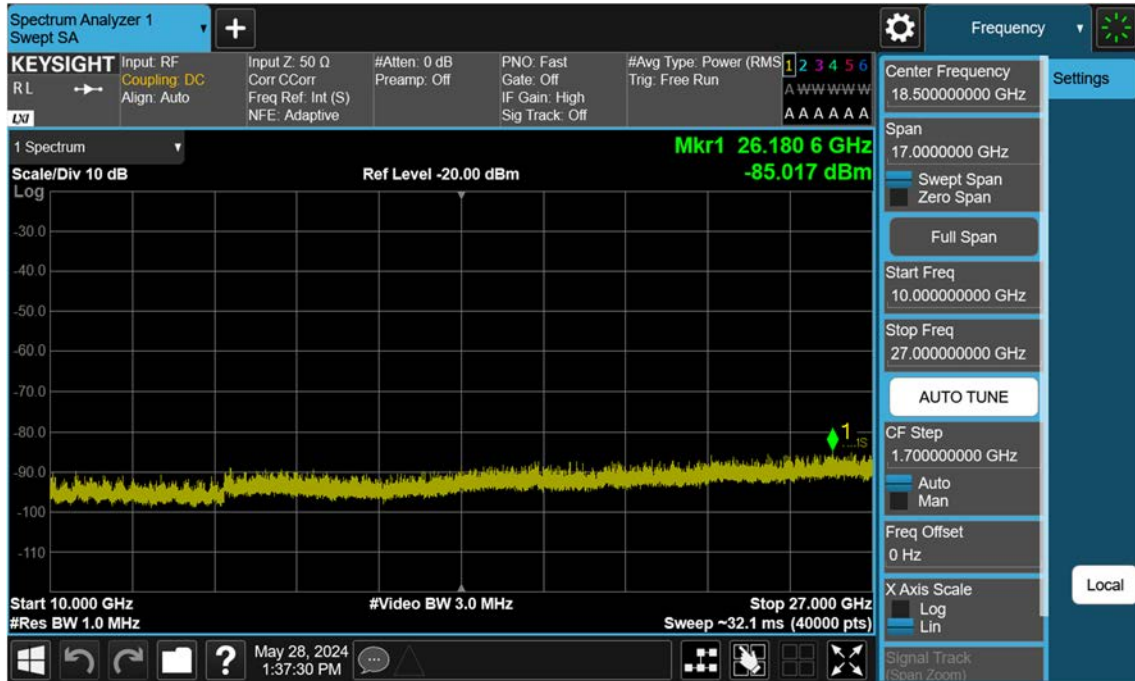 Spectrum Analyzer 1
Swept SA
Frequency
KEYSIGHT
R L
LXI
Input: RF
Coupling: DC
Align: Auto
Input Z: 50 Ω
Corr CCorr
Freq Ref: Int (S)
NFE: Adaptive
#Atten: 0 dB
Preamp: Off
PNO: Fast
Gate: Off
IF Gain: High
Sig Track: Off
#Avg Type: Power (RMS
Trig: Free Run
1 2 3 4 5 6
A W W W W W
A A A A A A
1 Spectrum
Scale/Div 10 dB
Ref Level -20.00 dBm
Mkr1 26.180 6 GHz
-85.017 dBm
Log
-30.0
-40.0
-50.0
-60.0
-70.0
-80.0
-90.0
-100
-110
1
Start 10.000 GHz
#Res BW 1.0 MHz
#Video BW 3.0 MHz
Stop 27.000 GHz
Sweep ~32.1 ms (40000 pts)
Center Frequency
18.500000000 GHz
Span
17.0000000 GHz
Swept Span
Zero Span
Full Span
Start Freq
10.000000000 GHz
Stop Freq
27.000000000 GHz
AUTO TUNE
CF Step
1.700000000 GHz
Auto
Man
Freq Offset
0 Hz
X Axis Scale
Log
Lin
Signal Track
(Span Zoom)
Settings
Local
?
May 28, 2024
1:37:30 PM